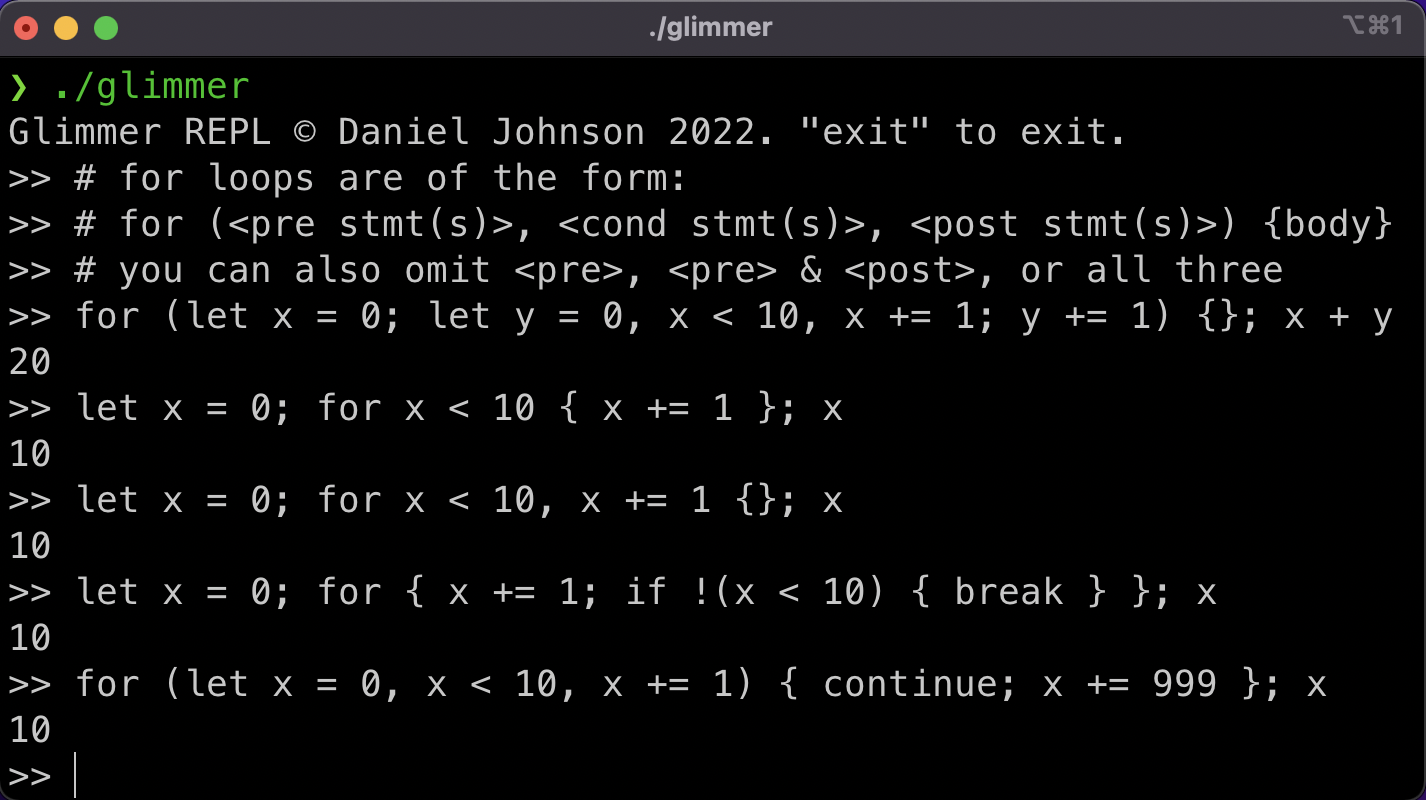 ./glimmer
⌥⌘1
❯ ./glimmer
Glimmer REPL © Daniel Johnson 2022. "exit" to exit.
>> # for loops are of the form:
>> # for (<pre stmt(s)>, <cond stmt(s)>, <post stmt(s)>) {body}
>> # you can also omit <pre>, <pre> & <post>, or all three
>> for (let x = 0; let y = 0, x < 10, x += 1; y += 1) {}; x + y
20
>> let x = 0; for x < 10 { x += 1 }; x
10
>> let x = 0; for x < 10, x += 1 {}; x
10
>> let x = 0; for { x += 1; if !(x < 10) { break } }; x
10
>> for (let x = 0, x < 10, x += 1) { continue; x += 999 }; x
10
>>